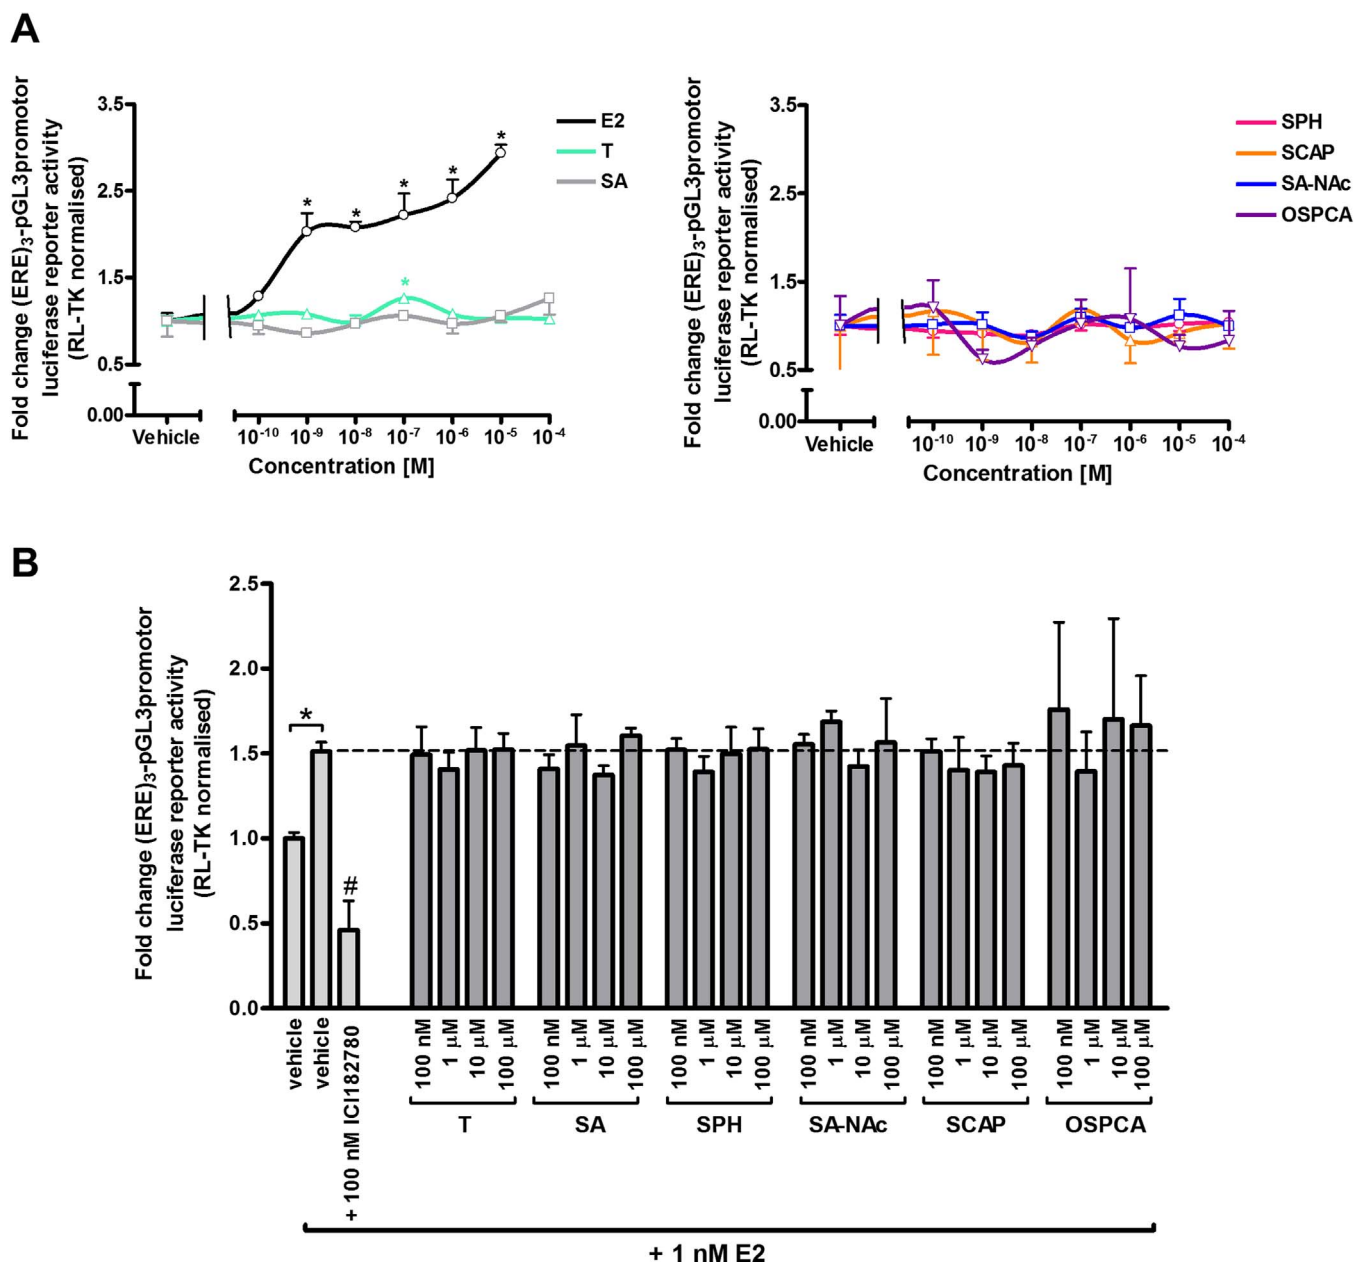 A
Fold change (ERE)3-pGL3promotor
luciferase reporter activity
(RL-TK normalised)
3.5
2.5
1.5
0.5
0.00
* * * * *
*
E2
T
SA
Vehicle
10-10 10-9 10-8 10-7 10-6 10-5 10-4
Concentration [M]
Fold change (ERE)3-pGL3promotor
luciferase reporter activity
(RL-TK normalised)
3.5
2.5
1.5
0.5
0.00
SPH
SCAP
SA-NAc
OSPCA
Vehicle
10-10 10-9 10-8 10-7 10-6 10-5 10-4
Concentration [M]
B
Fold change (ERE)3-pGL3promotor
luciferase reporter activity
(RL-TK normalised)
2.5
2.0
1.5
1.0
0.5
0.0
*
#
vehicle
vehicle
+ 100 nM ICI182780
100 nM
1 µM
10 µM
100 µM
T
100 nM
1 µM
10 µM
100 µM
SA
100 nM
1 µM
10 µM
100 µM
SPH
100 nM
1 µM
10 µM
100 µM
SA-NAc
100 nM
1 µM
10 µM
100 µM
SCAP
100 nM
1 µM
10 µM
100 µM
OSPCA
+ 1 nM E2